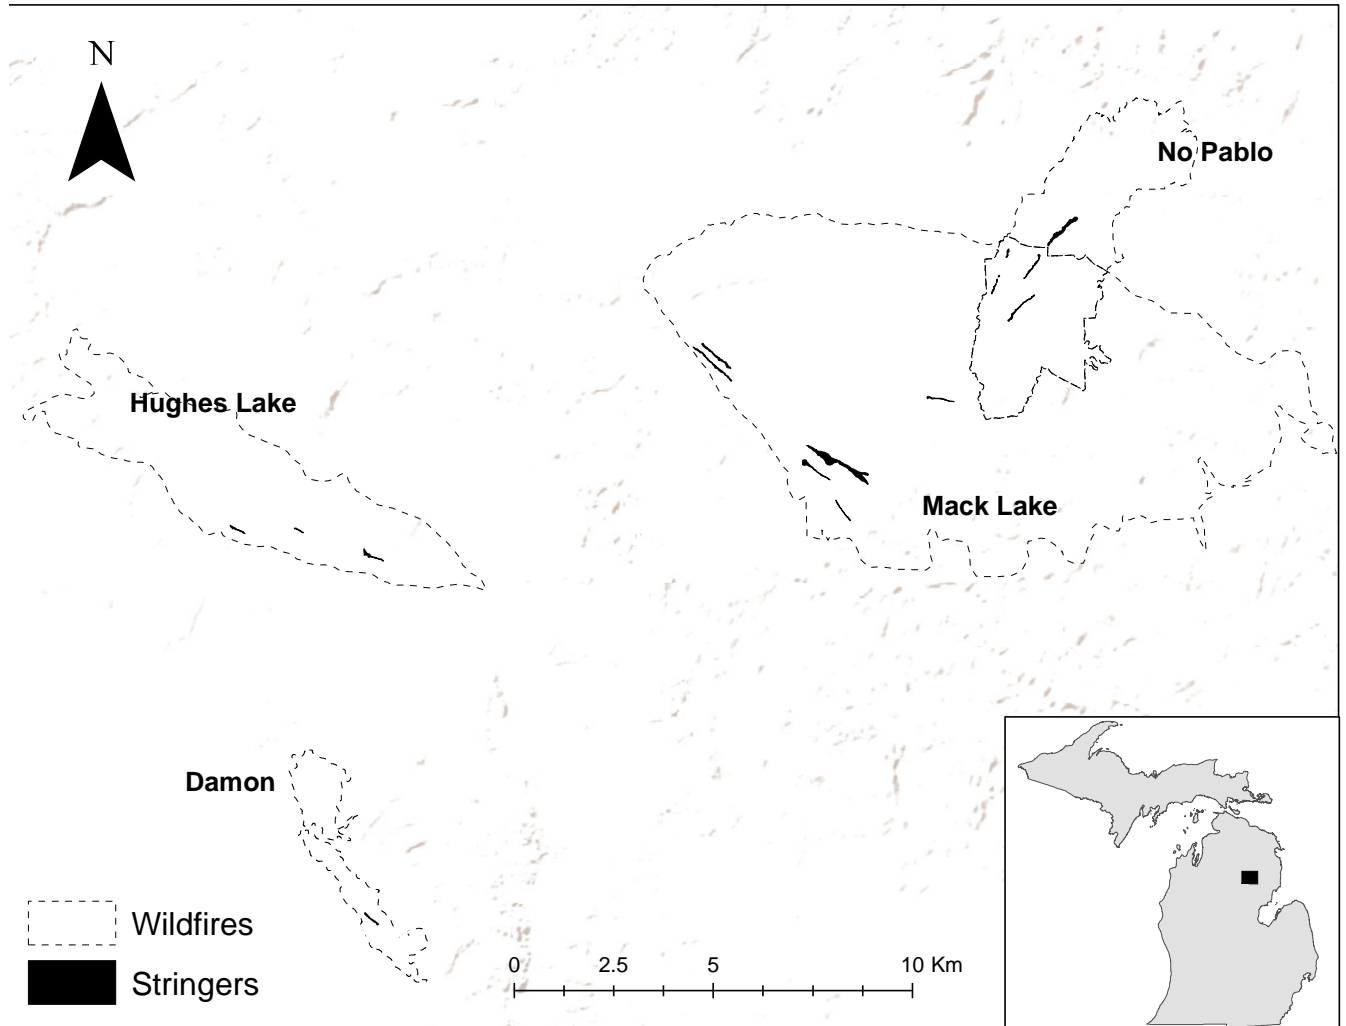 N
No Pablo
Hughes Lake
Mack Lake
Damon
Wildfires
Stringers
0 2.5 5 10 Km